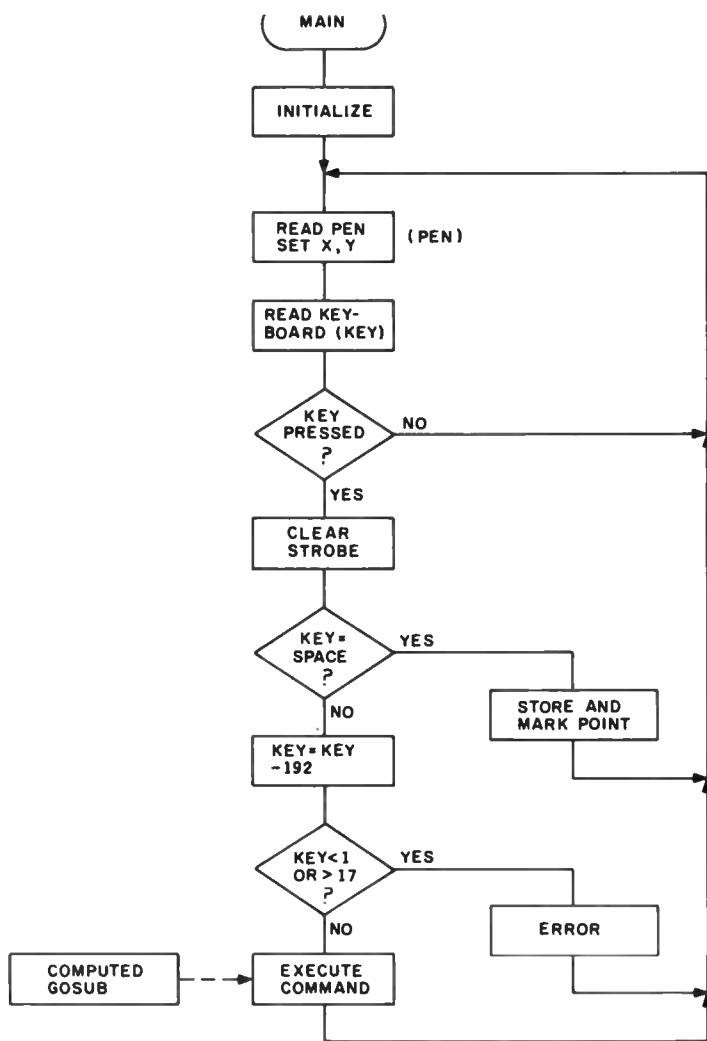 MAIN
INITIALIZE
READ PEN
SET X, Y
(PEN)
READ KEY-
BOARD (KEY)
KEY
PRESSED
?
NO
YES
CLEAR
STROBE
KEY=
SPACE
?
YES
NO
STORE AND
MARK POINT
KEY=KEY
-192
KEY<1
OR >17
?
YES
NO
ERROR
COMPUTED
GOSUB
EXECUTE
COMMAND